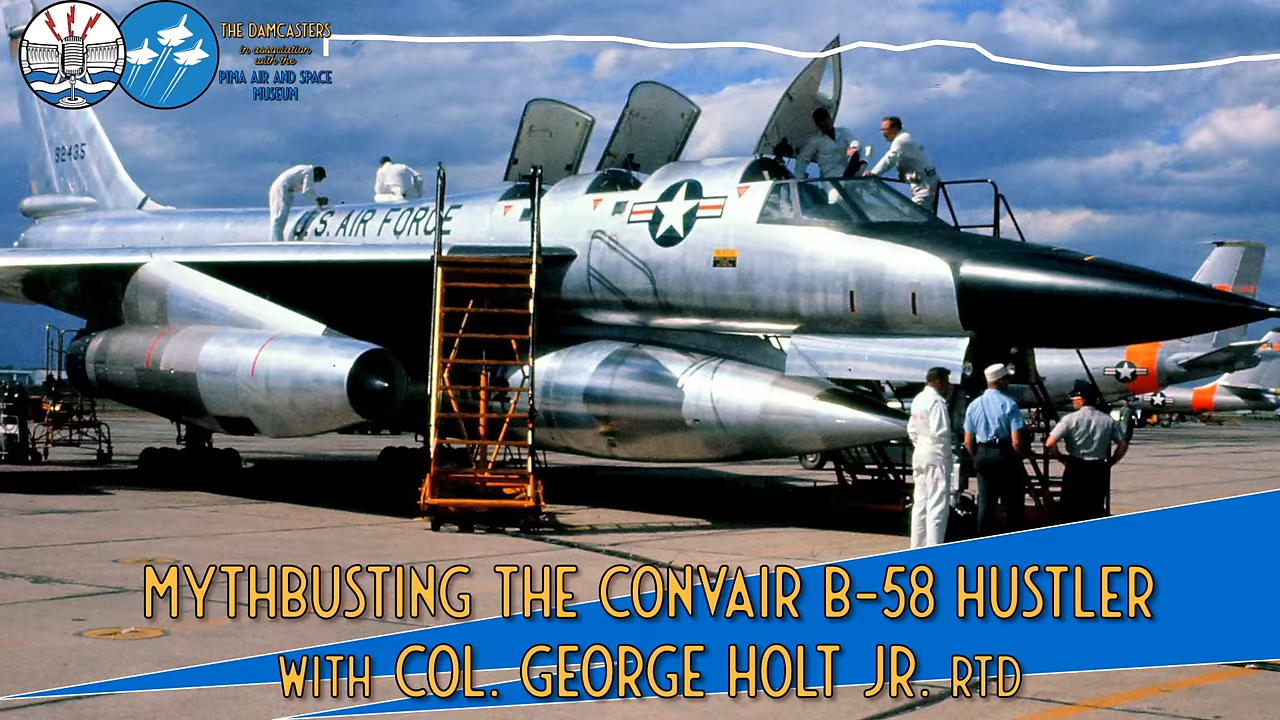 THE DAMCASTERS
in association
with the
PIMA AIR AND SPACE
MUSEUM
92435
U.S. AIR FORCE
MYTHBUSTING THE CONVAIR B-58 HUSTLER
WITH COL. GEORGE HOLT JR. RTD